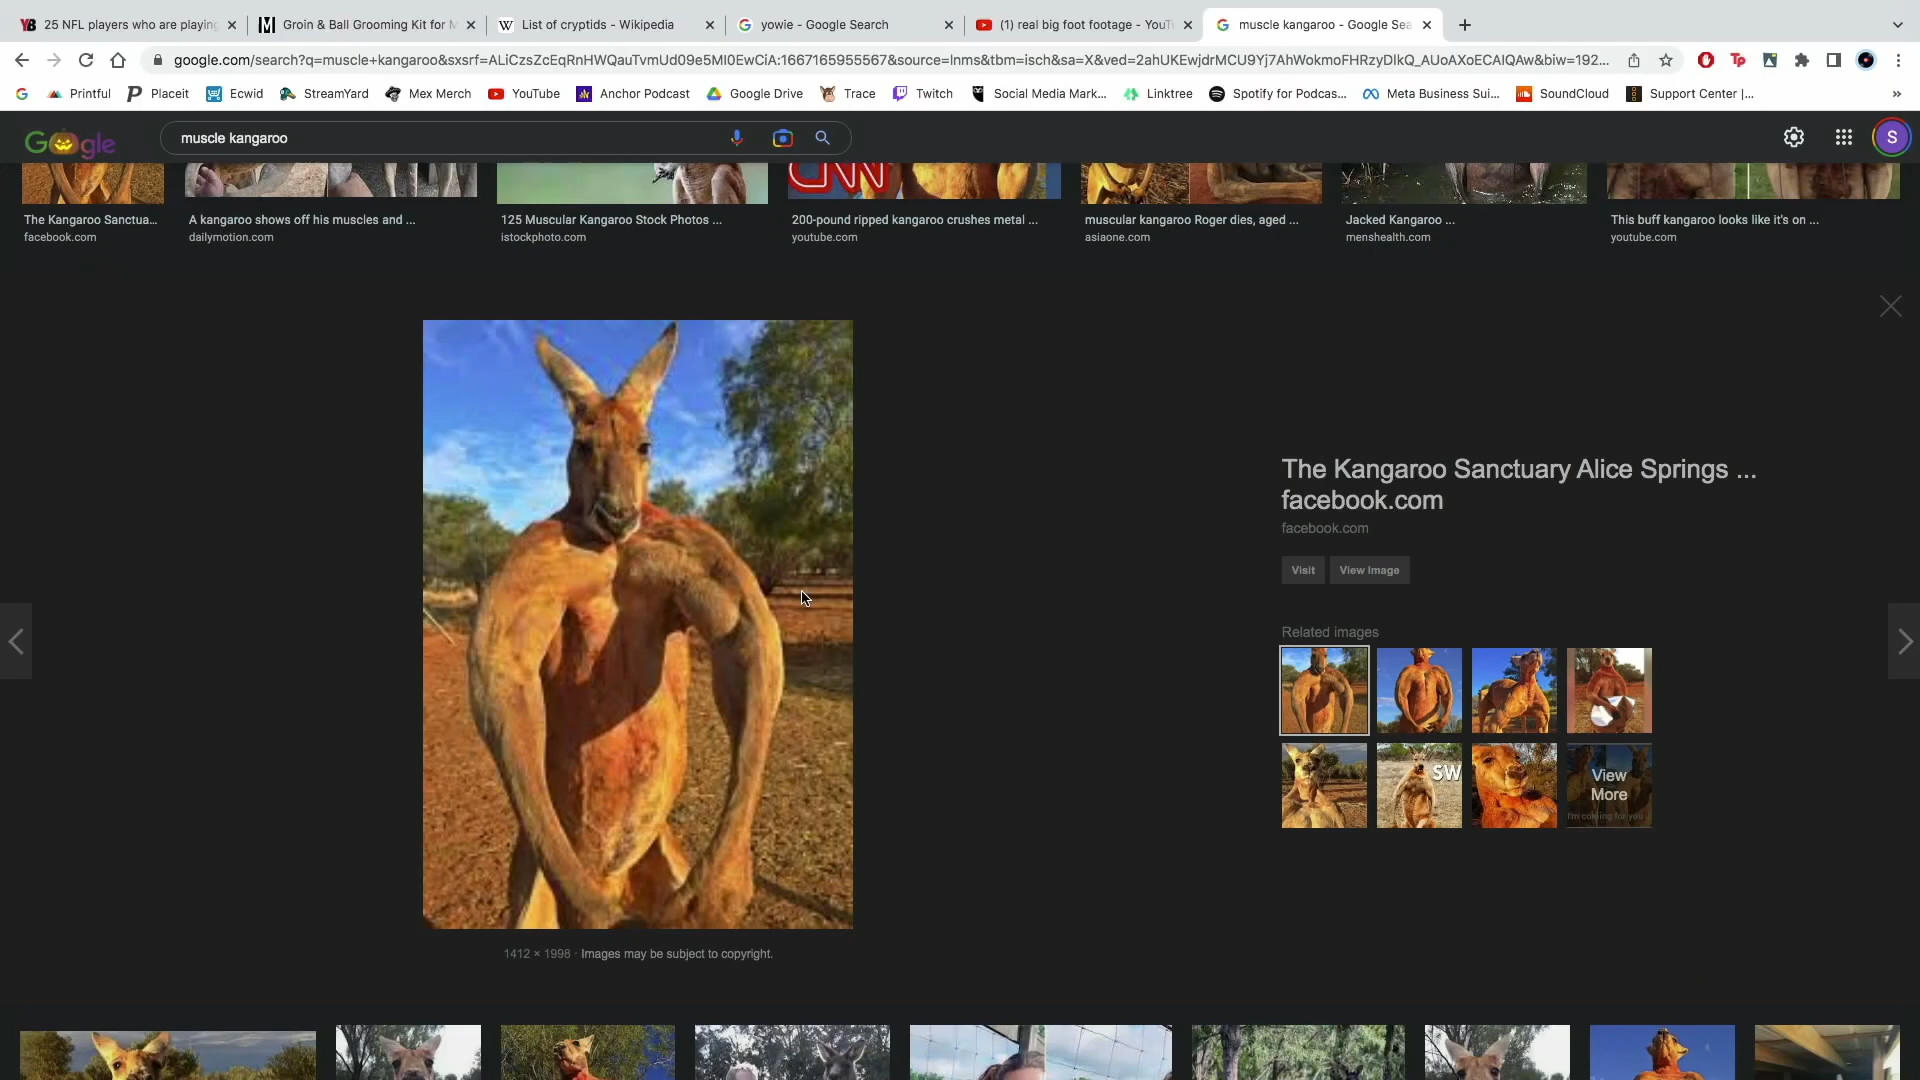 25 NFL players who are playing
Groin & Ball Grooming Kit for M
List of cryptids - Wikipedia
yowie - Google Search
(1) real big foot footage - YouT
muscle kangaroo - Google Sea
google.com/search?q=muscle+kangaroo&sxsrf=ALiCzsZcEqRnHWQauTvmUd09e5MI0EwCiA:1667165955567&source=lnms&tbm=isch&sa=X&ved=2ahUKEwjdrMCU9Yj7AhWokmoFHRzyDIkQ_AUoAXoECAIQAw&biw=192...
Printful
Placeit
Ecwid
StreamYard
Mex Merch
YouTube
Anchor Podcast
Google Drive
Trace
Twitch
Social Media Mark...
Linktree
Spotify for Podcas...
Meta Business Sui...
SoundCloud
Support Center |...
Google
muscle kangaroo
S
CNN
The Kangaroo Sanctua...
facebook.com
A kangaroo shows off his muscles and ...
dailymotion.com
125 Muscular Kangaroo Stock Photos ...
istockphoto.com
200-pound ripped kangaroo crushes metal ...
youtube.com
muscular kangaroo Roger dies, aged ...
asiaone.com
Jacked Kangaroo ...
menshealth.com
This buff kangaroo looks like it's on ...
youtube.com
The Kangaroo Sanctuary Alice Springs ...
facebook.com
facebook.com
Visit
View Image
Related images
SW
View
More
I'm coming for you
1412 × 1998 · Images may be subject to copyright.